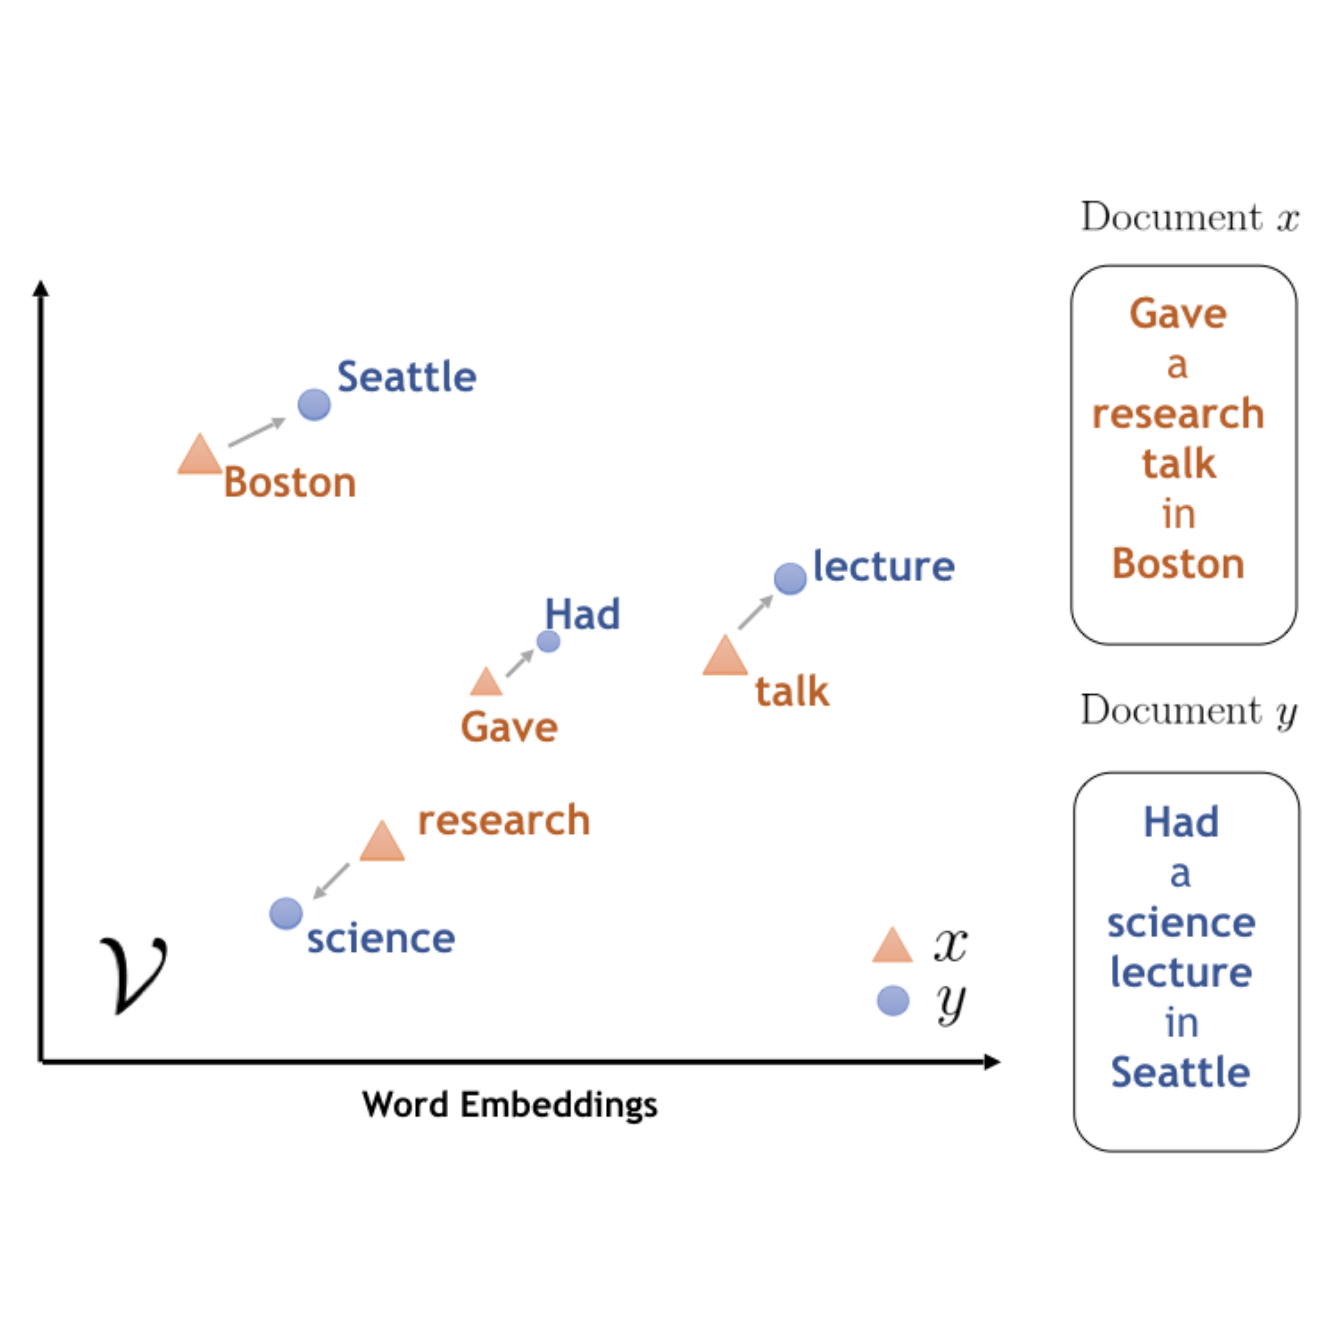 Seattle
Boston
lecture
Had
talk
Gave
research
science
𝒱
x
y
Word Embeddings
Document x
Gave
a
research
talk
in
Boston
Document y
Had
a
science
lecture
in
Seattle